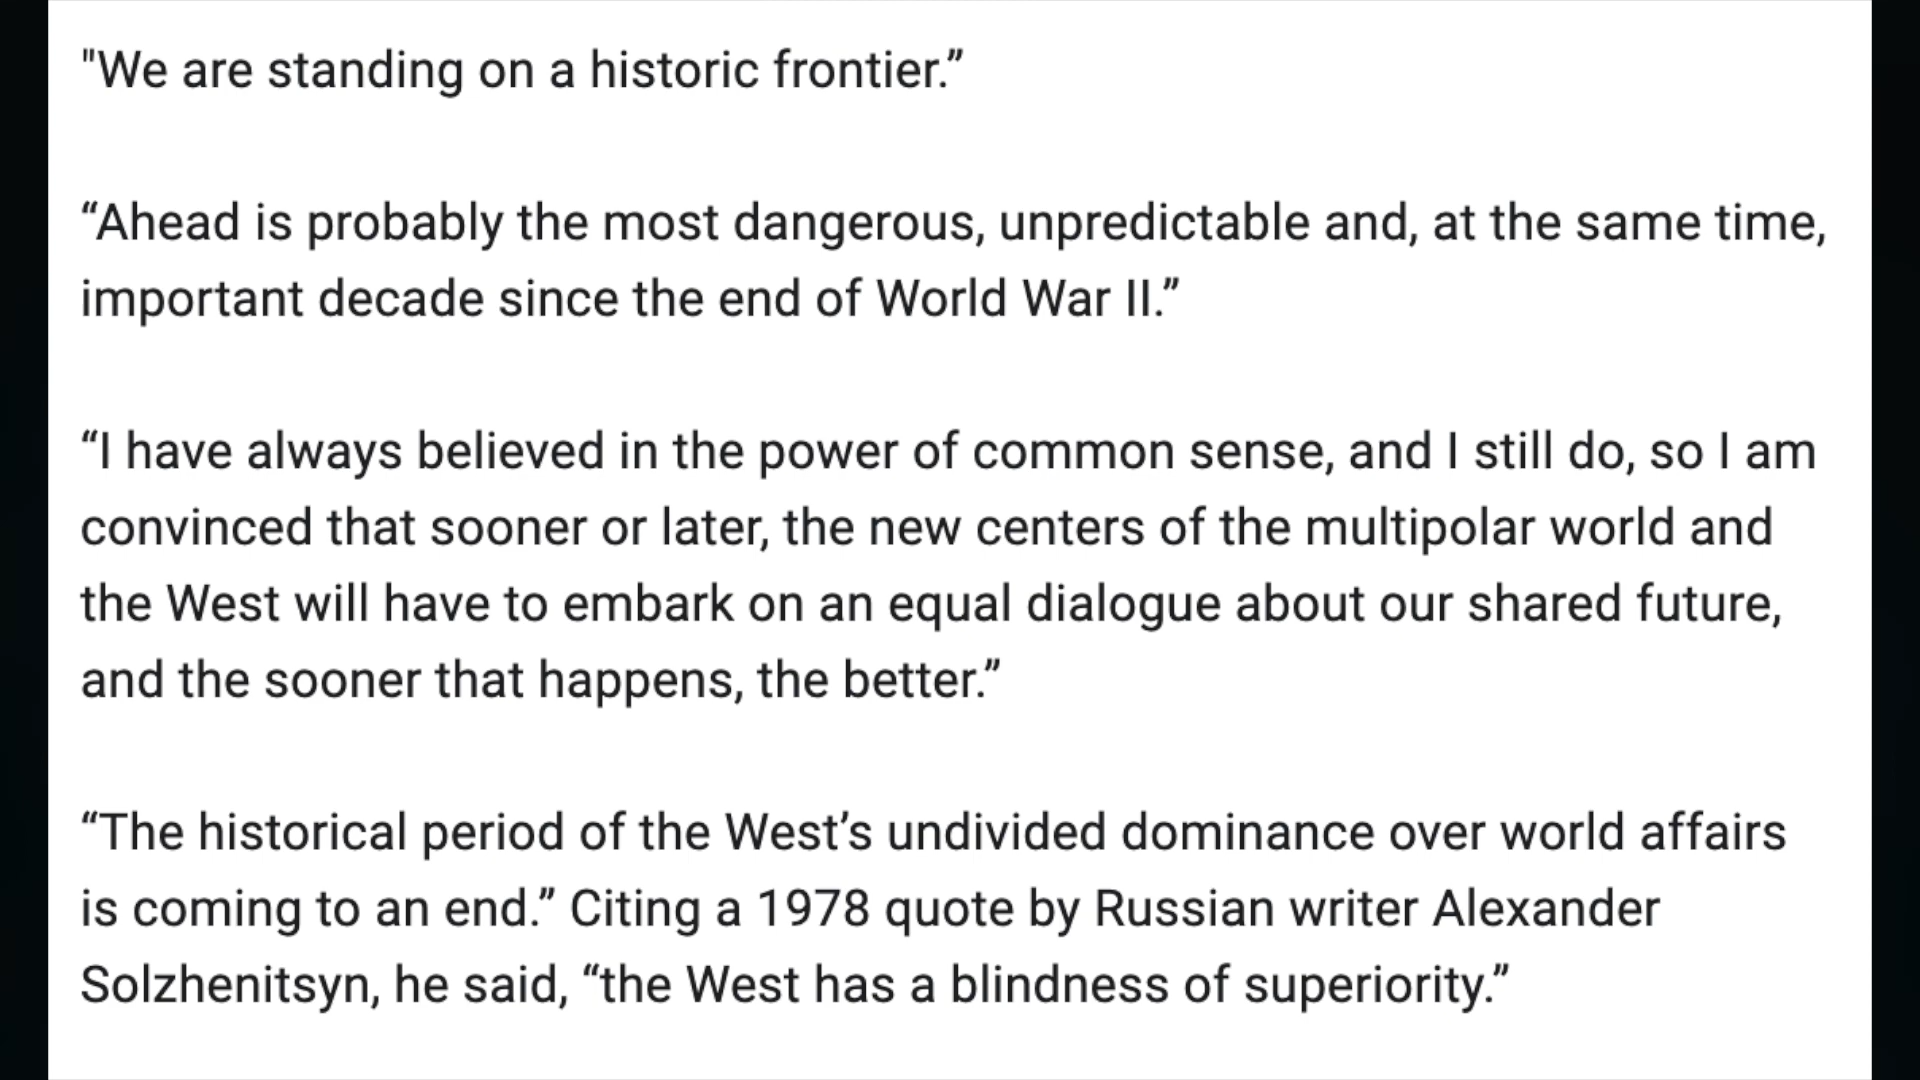 "We are standing on a historic frontier.”
“Ahead is probably the most dangerous, unpredictable and, at the same time,
important decade since the end of World War II.”
“I have always believed in the power of common sense, and I still do, so I am
convinced that sooner or later, the new centers of the multipolar world and
the West will have to embark on an equal dialogue about our shared future,
and the sooner that happens, the better.”
“The historical period of the West’s undivided dominance over world affairs
is coming to an end.” Citing a 1978 quote by Russian writer Alexander
Solzhenitsyn, he said, “the West has a blindness of superiority.”